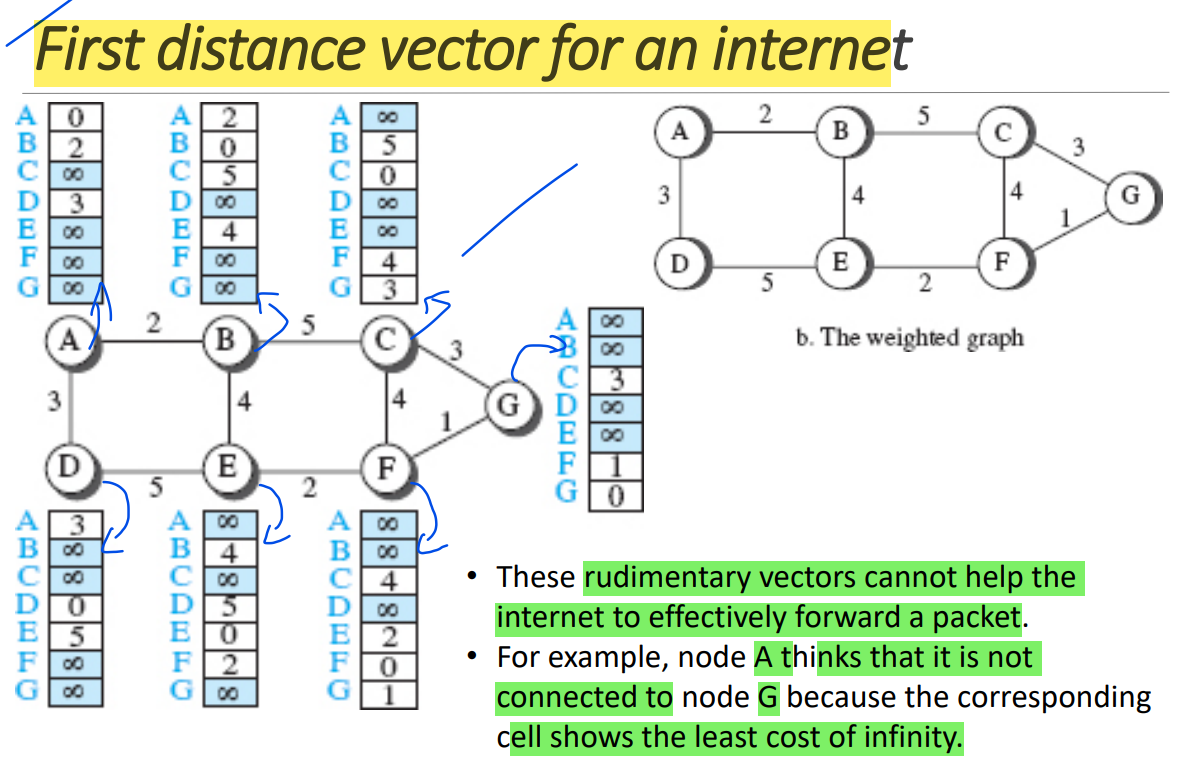 First distance vector for an internet
A 0 A 2 A ∞
B 2 B 0 B 5
C ∞ C 5 C 0
D 3 D ∞ D ∞
E ∞ E 4 E ∞
F ∞ F ∞ F 4
G ∞ G ∞ G 3
A 2 B 5 C
3 4 4 3
1 G
D 5 E 2 F
A ∞
B ∞
C 3
D ∞
E ∞
F 1
G 0
A 3 A ∞ A ∞
B ∞ B 4 B ∞
C ∞ C ∞ C 4
D 0 D 5 D ∞
E 5 E 0 E 2
F ∞ F 2 F 0
G ∞ G ∞ G 1
A 2 B 5 C
3 4 4 3
1 G
D 5 E 2 F
b. The weighted graph
• These rudimentary vectors cannot help the
internet to effectively forward a packet.
• For example, node A thinks that it is not
connected to node G because the corresponding
cell shows the least cost of infinity.